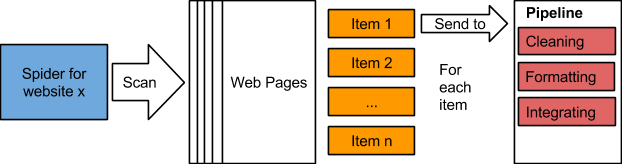 Spider for
website x
Scan
Web Pages
Item 1
Item 2
...
Item n
Send to
For
each
item
Pipeline
Cleaning
Formatting
Integrating